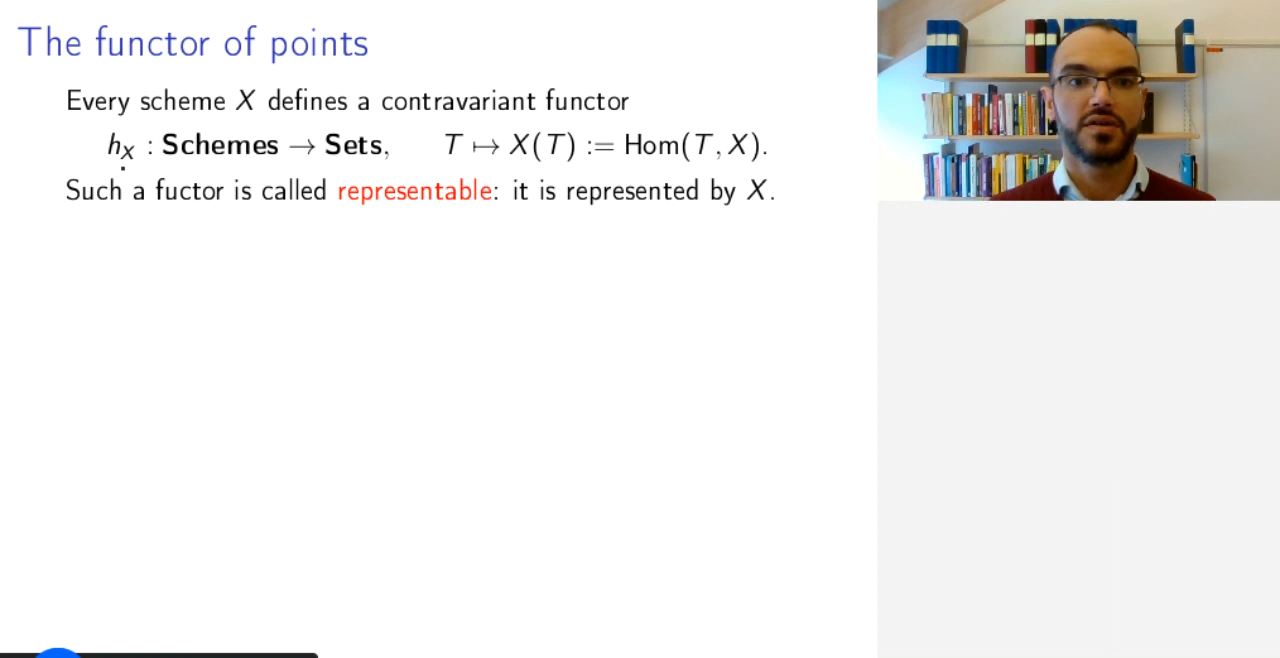 The functor of points
Every scheme X defines a contravariant functor
h_X : Schemes → Sets, T ↦ X(T) := Hom(T, X).
Such a fuctor is called representable: it is represented by X.